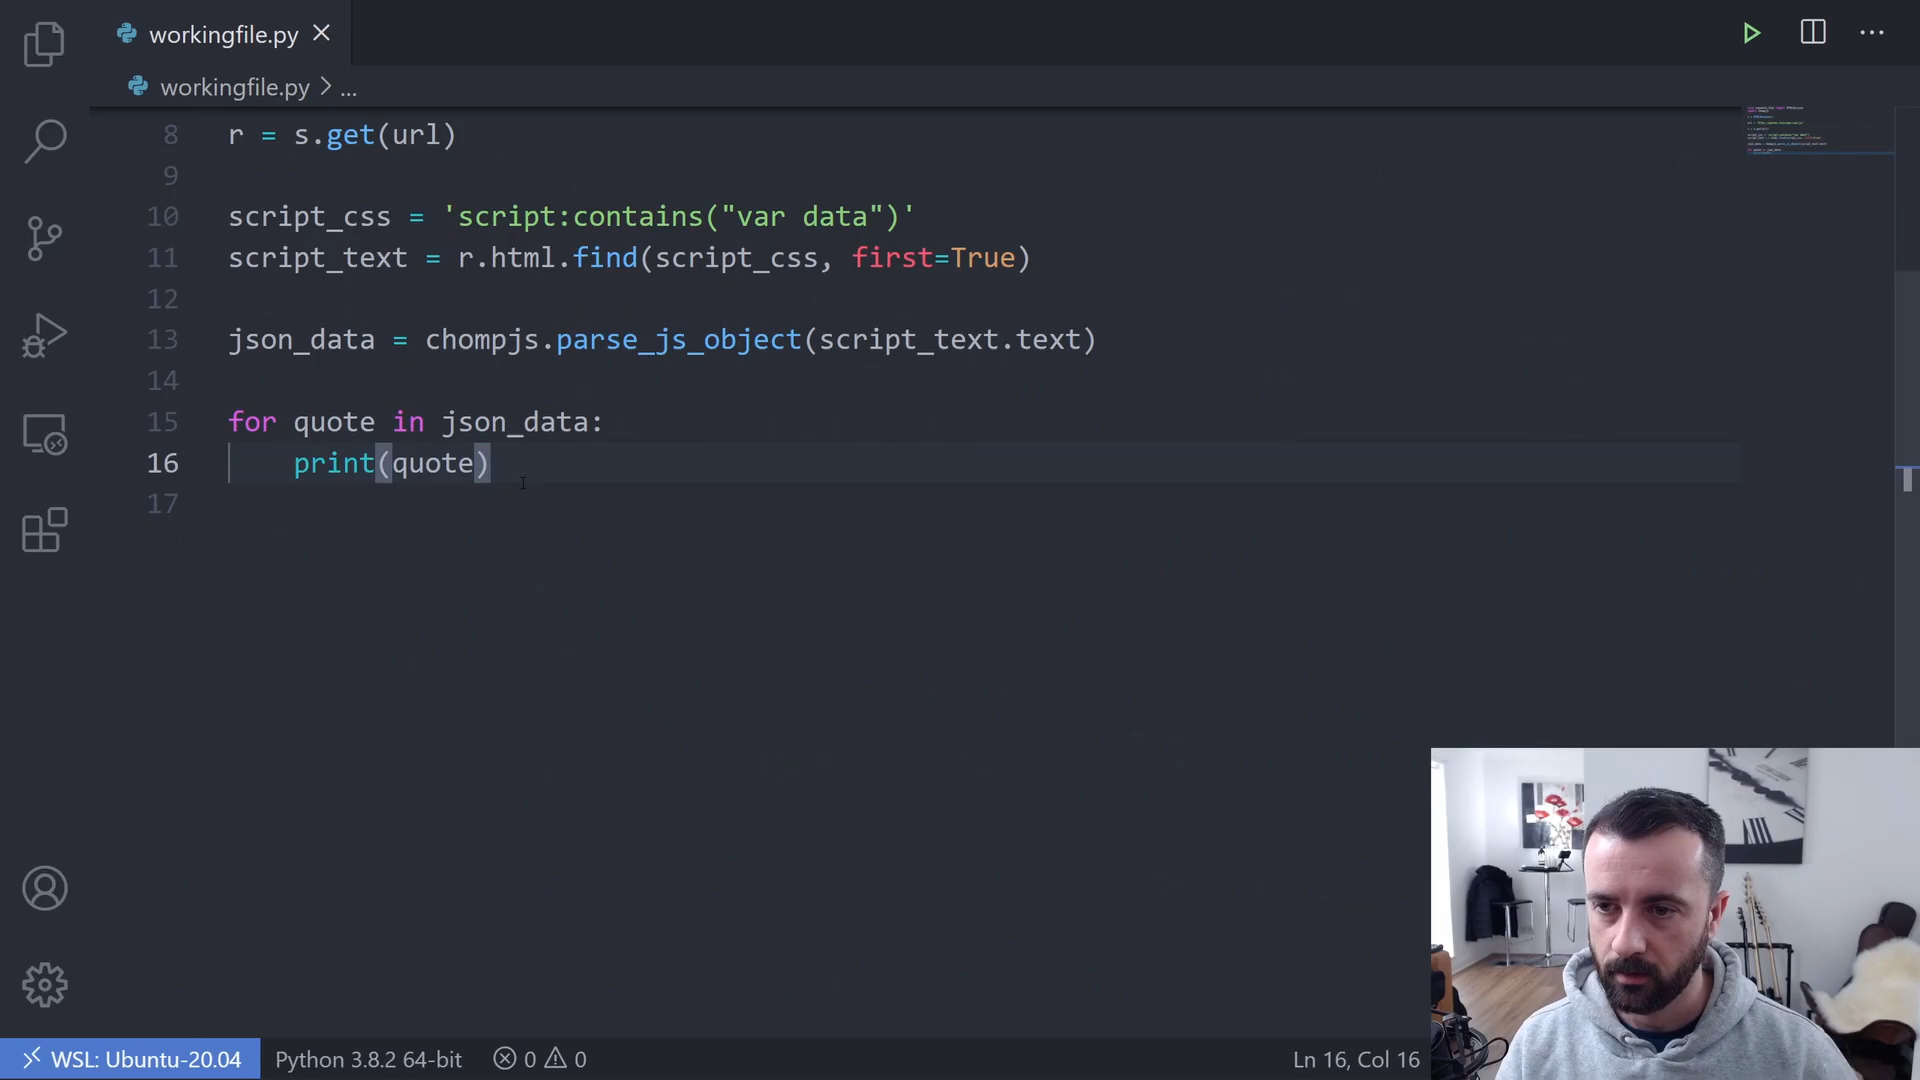 workingfile.py
workingfile.py > ...
8 r = s.get(url)
9
10 script_css = 'script:contains("var data")'
11 script_text = r.html.find(script_css, first=True)
12
13 json_data = chompjs.parse_js_object(script_text.text)
14
15 for quote in json_data:
16 print(quote)
17
WSL: Ubuntu-20.04 Python 3.8.2 64-bit 0 0 Ln 16, Col 16